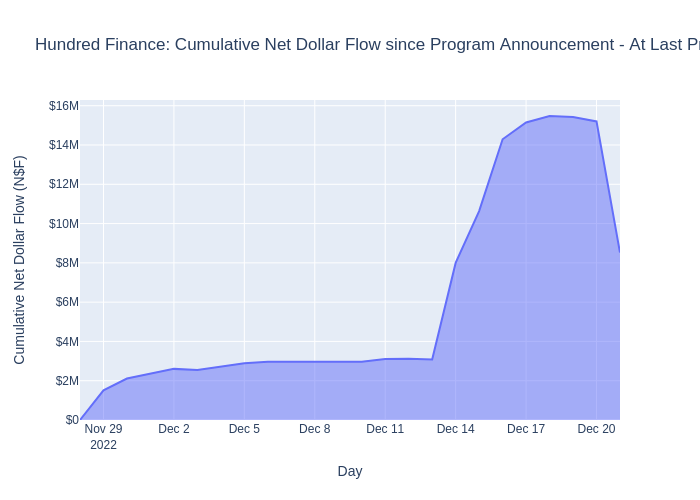 Hundred Finance: Cumulative Net Dollar Flow since Program Announcement - At Last
Cumulative Net Dollar Flow (N$F)
$16M
$14M
$12M
$10M
$8M
$6M
$4M
$2M
$0
Nov 29 Dec 2 Dec 5 Dec 8 Dec 11 Dec 14 Dec 17 Dec 20
2022
Day